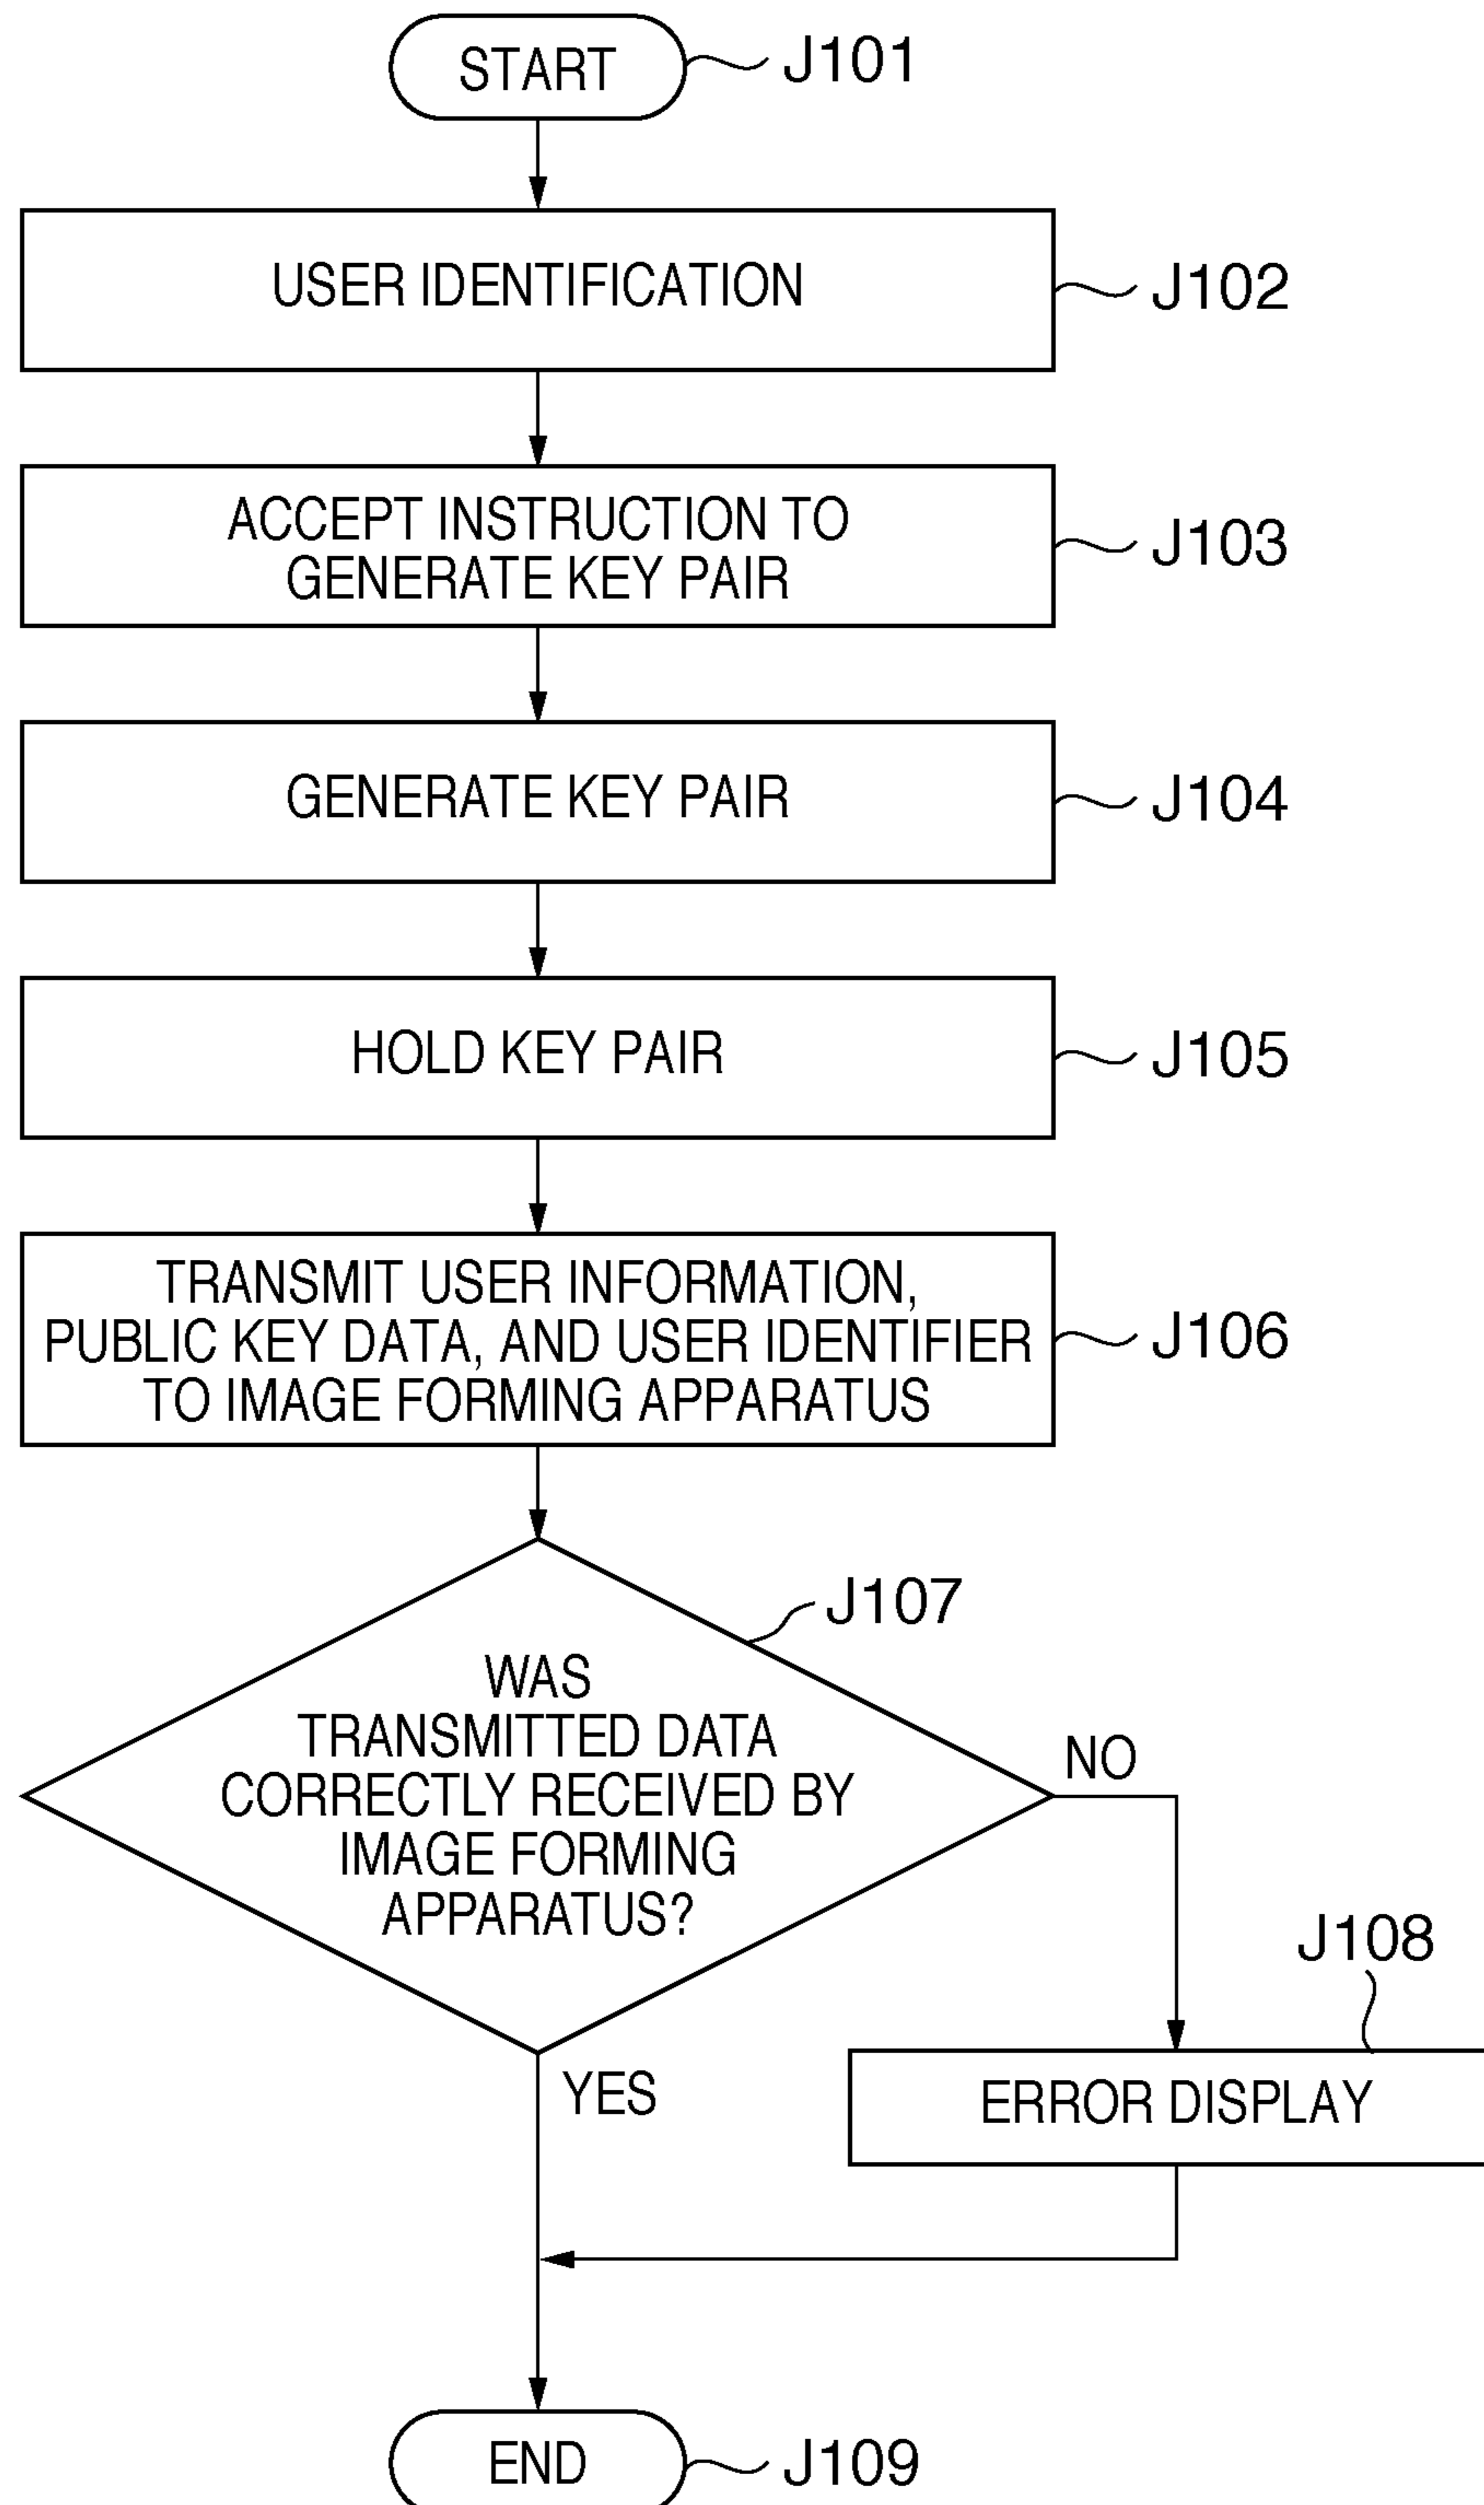 START
J101
USER IDENTIFICATION
J102
ACCEPT INSTRUCTION TO
GENERATE KEY PAIR
J103
GENERATE KEY PAIR
J104
HOLD KEY PAIR
J105
TRANSMIT USER INFORMATION,
PUBLIC KEY DATA, AND USER IDENTIFIER
TO IMAGE FORMING APPARATUS
J106
J107
WAS
TRANSMITTED DATA
CORRECTLY RECEIVED BY
IMAGE FORMING
APPARATUS?
NO
J108
YES
ERROR DISPLAY
END
J109